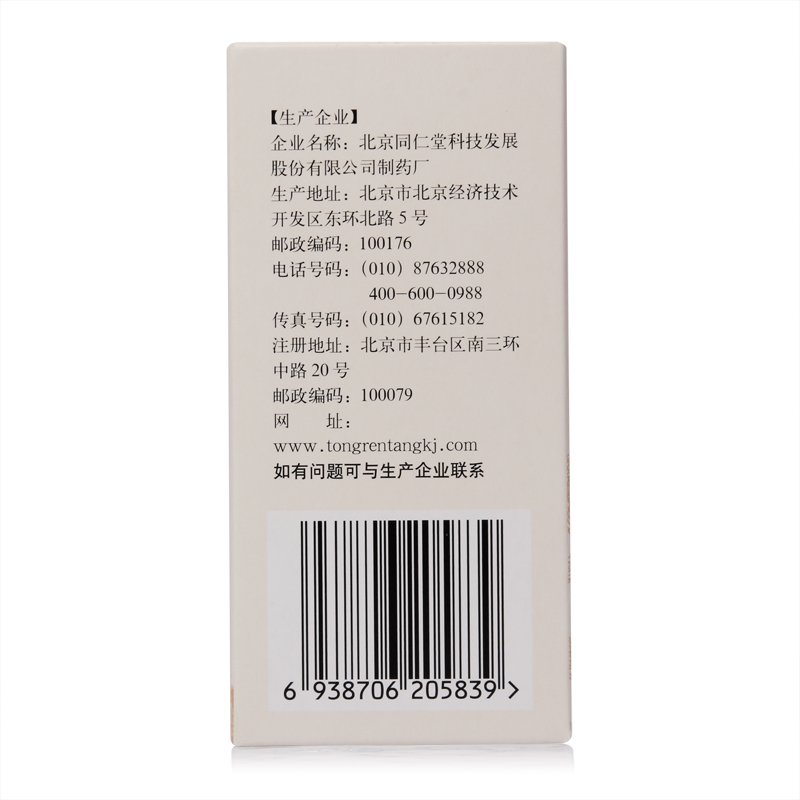 【生产企业】
企业名称：北京同仁堂科技发展
股份有限公司制药厂
生产地址：北京市北京经济技术
开发区东环北路5号
邮政编码：100176
电话号码：（010）87632888
400-600-0988
传真号码：（010）67615182
注册地址：北京市丰台区南三环
中路20号
邮政编码：100079
网　　址：
www.tongrentangkj.com
如有问题可与生产企业联系
6 938706 205839 >